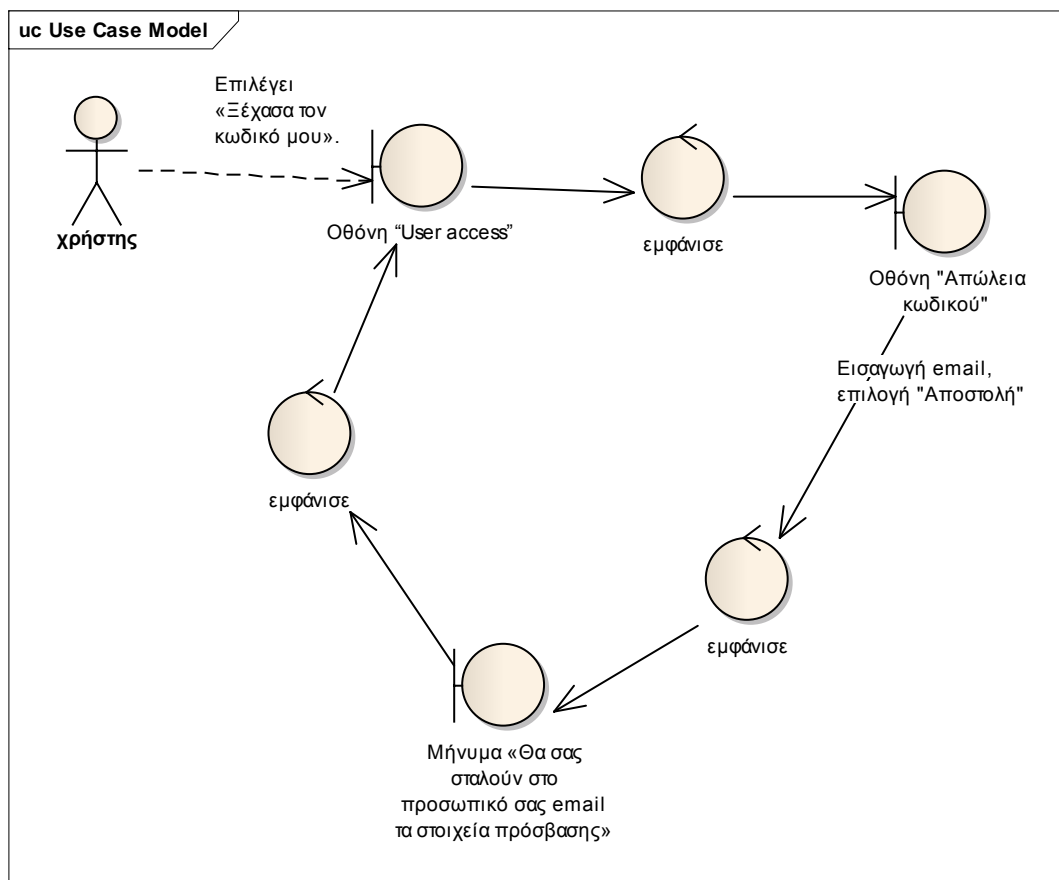 uc Use Case Model
Επιλέγει
«Ξέχασα τον
κωδικό μου».
χρήστης
Οθόνη “User access”
εμφάνισε
Οθόνη "Απώλεια
κωδικού"
Εισαγωγή email,
επιλογή "Αποστολή"
εμφάνισε
εμφάνισε
Μήνυμα «Θα σας
σταλούν στο
προσωπικό σας email
τα στοιχεία πρόσβασης»